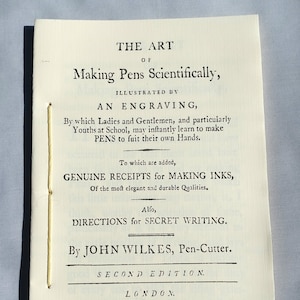 THE ART
OF
Making Pens Scientifically,
ILLUSTRATED BY
AN ENGRAVING,
By which Ladies and Gentlemen, and particularly
Youths at School, may inſtantly learn to make
PENS to ſuit their own Hands.
To which are added,
GENUINE RECEIPTS for MAKING INKS,
Of the moſt elegant and durable Qualities.
Alſo,
DIRECTIONS for SECRET WRITING.
By JOHN WILKES, Pen-Cutter.
SECOND EDITION.
LONDON.